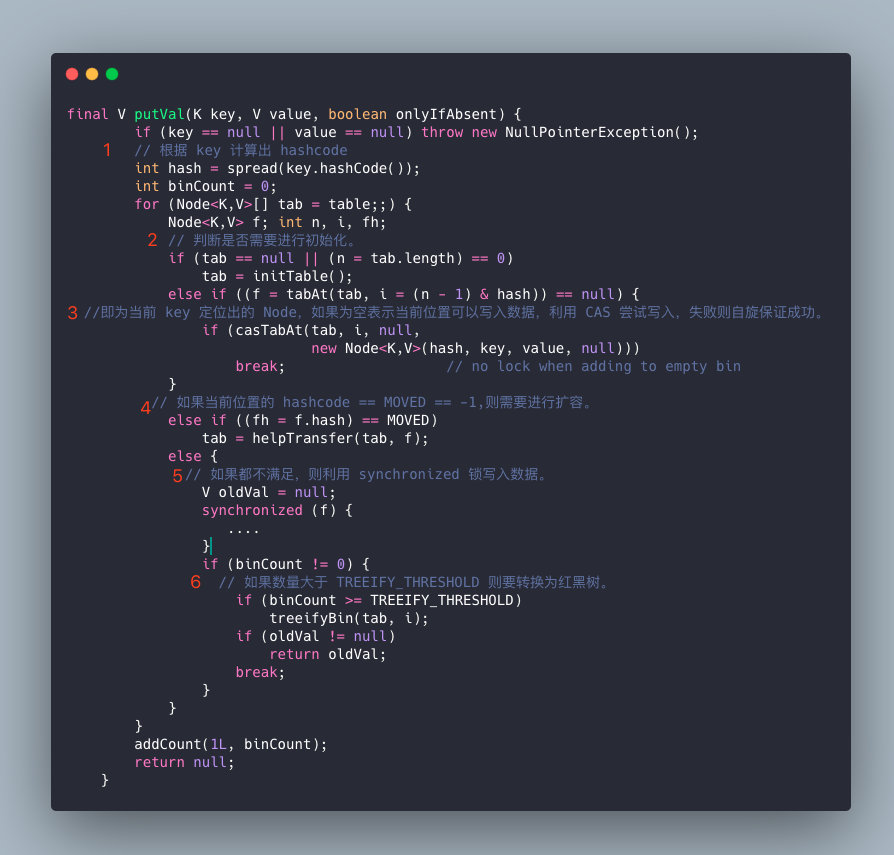 final V putVal(K key, V value, boolean onlyIfAbsent) {
if (key == null || value == null) throw new NullPointerException();
1 // 根据 key 计算出 hashcode
int hash = spread(key.hashCode());
int binCount = 0;
for (Node<K,V>[] tab = table;;) {
Node<K,V> f; int n, i, fh;
2 // 判断是否需要进行初始化。
if (tab == null || (n = tab.length) == 0)
tab = initTable();
else if ((f = tabAt(tab, i = (n - 1) & hash)) == null) {
3 //即为当前 key 定位出的 Node，如果为空表示当前位置可以写入数据，利用 CAS 尝试写入，失败则自旋保证成功。
if (casTabAt(tab, i, null,
new Node<K,V>(hash, key, value, null)))
break; // no lock when adding to empty bin
}
4 // 如果当前位置的 hashcode == MOVED == -1,则需要进行扩容。
else if ((fh = f.hash) == MOVED)
tab = helpTransfer(tab, f);
else {
5 // 如果都不满足，则利用 synchronized 锁写入数据。
V oldVal = null;
synchronized (f) {
....
}
if (binCount != 0) {
6 // 如果数量大于 TREEIFY_THRESHOLD 则要转换为红黑树。
if (binCount >= TREEIFY_THRESHOLD)
treeifyBin(tab, i);
if (oldVal != null)
return oldVal;
break;
}
}
}
addCount(1L, binCount);
return null;
}